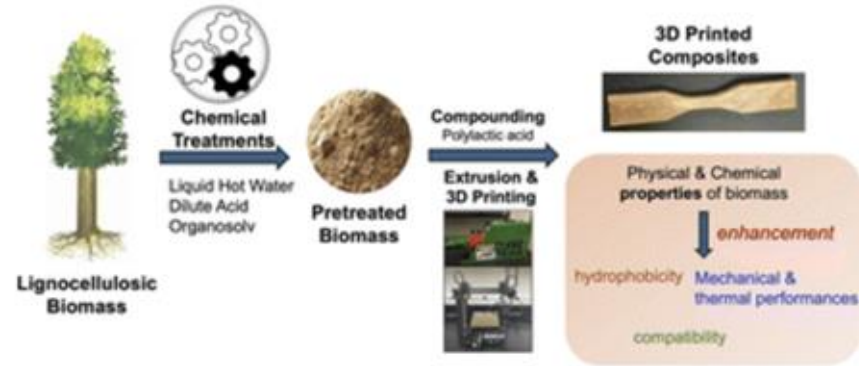 Lignocellulosic
Biomass
Chemical
Treatments
Liquid Hot Water
Dilute Acid
Organosolv
Pretreated
Biomass
Compounding
Polylactic acid
Extrusion &
3D Printing
3D Printed
Composites
Physical & Chemical
properties of biomass
enhancement
hydrophobicity
Mechanical &
thermal performances
compatibility